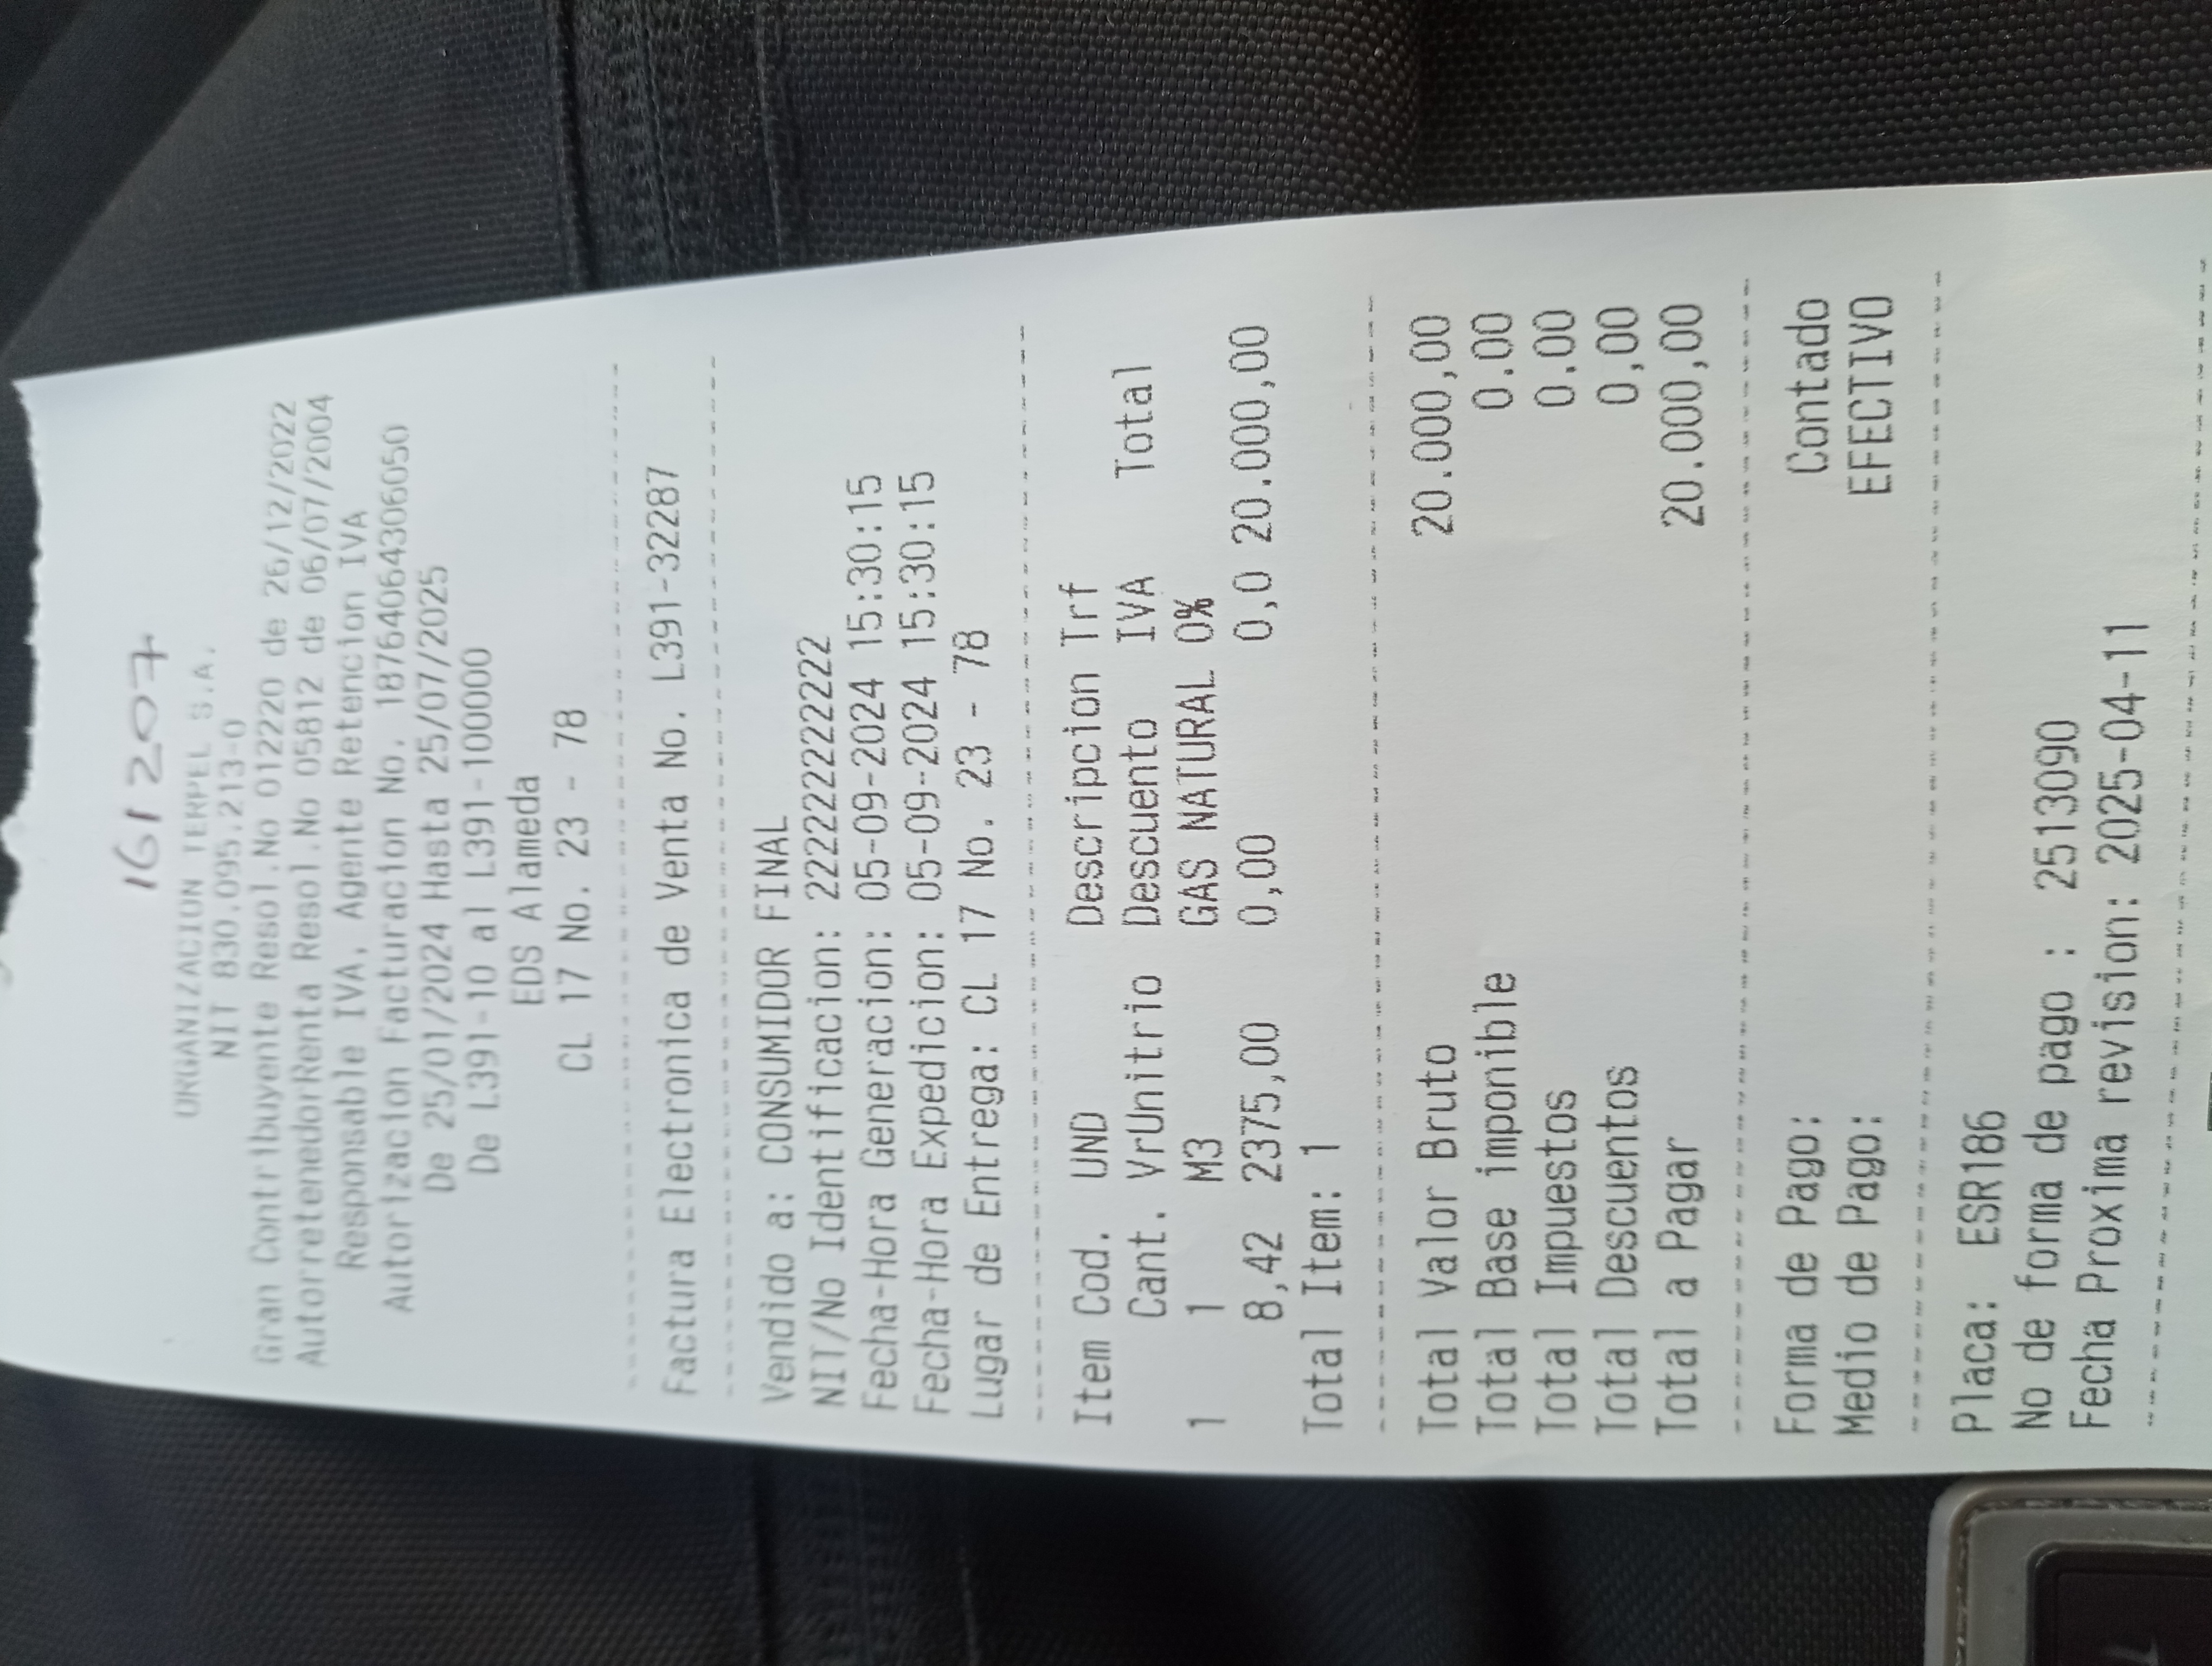 161207
ORGANIZACION TERPEL S.A.
NIT 830.095.213-0
Gran Contribuyente Resol.No 012220 de 26/12/2022
AutorretenedorRenta Resol.No 05812 de 06/07/2004
Responsable IVA, Agente Retencion IVA
Autorizacion Facturacion No. 18764064306050
De 25/01/2024 Hasta 25/07/2025
De L391-10 al L391-100000
EDS Alameda
CL 17 No. 23 - 78
Factura Electronica de Venta No. L391-32287
Vendido a: CONSUMIDOR FINAL
NIT/No Identificacion: 222222222222
Fecha-Hora Generacion: 05-09-2024 15:30:15
Fecha-Hora Expedicion: 05-09-2024 15:30:15
Lugar de Entrega: CL 17 No. 23 - 78
Item Cod. UND Descripcion Trf
Cant. VrUnitrio Descuento IVA Total
1 1 M3 GAS NATURAL 0%
8,42 2375,00 0,00 0,0 20.000,00
Total Item: 1
Total Valor Bruto 20.000,00
Total Base imponible 0.00
Total Impuestos 0.00
Total Descuentos 0,00
Total a Pagar 20.000,00
Forma de Pago: Contado
Medio de Pago: EFECTIVO
Placa: ESR186
No de forma de pago : 2513090
Fecha Proxima revision: 2025-04-11